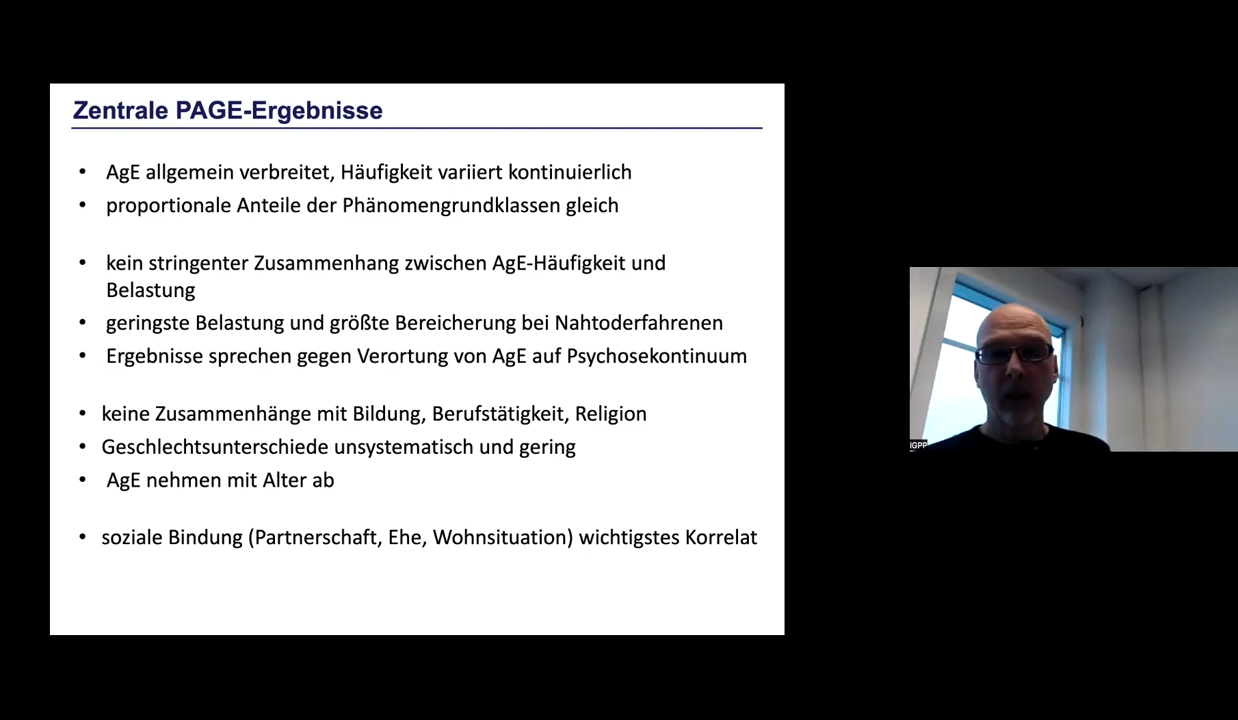 Zentrale PAGE-Ergebnisse
• AgE allgemein verbreitet, Häufigkeit variiert kontinuierlich
• proportionale Anteile der Phänomengrundklassen gleich
• kein stringenter Zusammenhang zwischen AgE-Häufigkeit und
Belastung
• geringste Belastung und größte Bereicherung bei Nahtoderfahrenen
• Ergebnisse sprechen gegen Verortung von AgE auf Psychosekontinuum
• keine Zusammenhänge mit Bildung, Berufstätigkeit, Religion
• Geschlechtsunterschiede unsystematisch und gering
• AgE nehmen mit Alter ab
• soziale Bindung (Partnerschaft, Ehe, Wohnsituation) wichtigstes Korrelat
IGPP